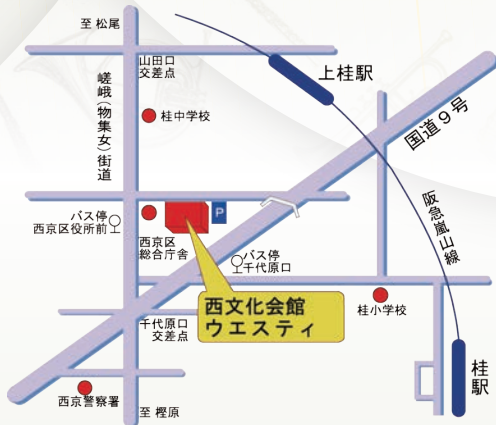 至 松尾
山田口
交差点
上桂駅
嵯峨(物集女)街道
桂中学校
国道9号
阪急嵐山線
バス停
西京区役所前
P
西京区
総合庁舎
バス停
千代原口
西文化会館
ウエスティ
桂小学校
千代原口
交差点
桂駅
西京警察署
至 樫原